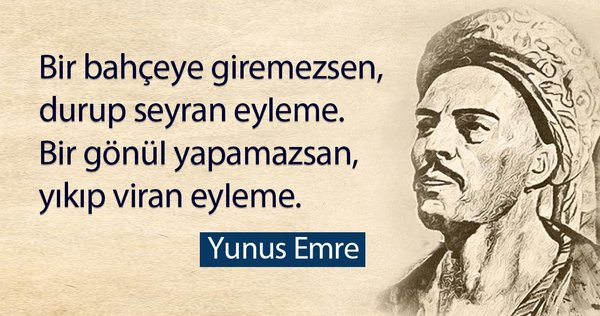 Bir bahçeye giremezsen,
durup seyran eyleme.
Bir gönül yapamazsan,
yıkıp viran eyleme.
Yunus Emre